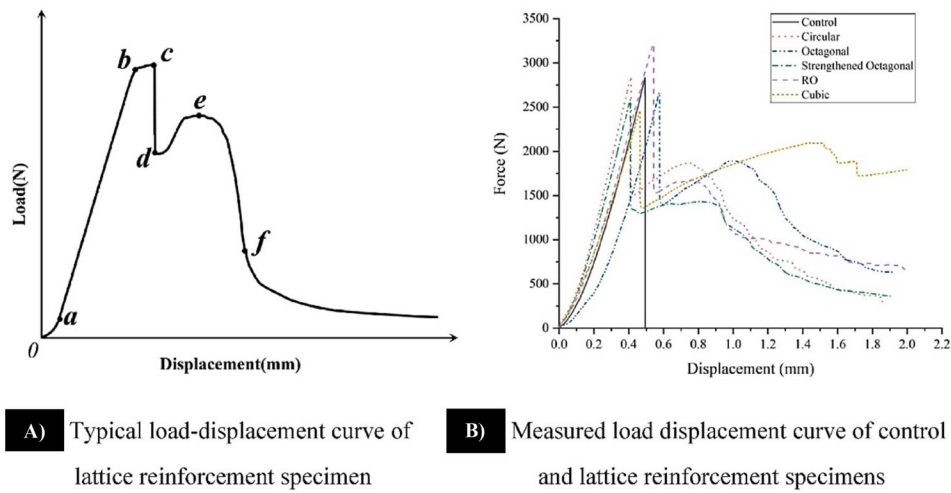 Load(N)
b
c
e
d
f
a
0
Displacement(mm)
A) Typical load-displacement curve of
lattice reinforcement specimen
Control
Circular
Octagonal
Strengthened Octagonal
RO
Cubic
Force (N)
3500
3000
2500
2000
1500
1000
500
0
0.0 0.2 0.4 0.6 0.8 1.0 1.2 1.4 1.6 1.8 2.0 2.2
Displacement (mm)
B) Measured load displacement curve of control
and lattice reinforcement specimens